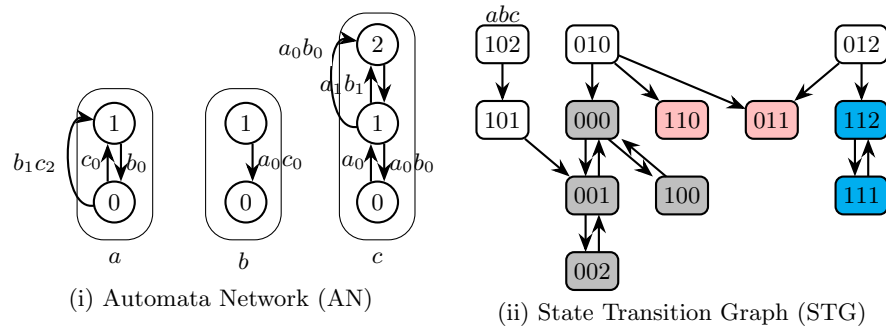 abc
102 010 012
a₀b₀ 2
1 1 a₁b₁ 1 101 000 110 011 112
b₁c₂ c₀ b₀ a₀c₀ a₀ a₀b₀
0 0 0 001 100 111
a b c 002
(i) Automata Network (AN)
(ii) State Transition Graph (STG)